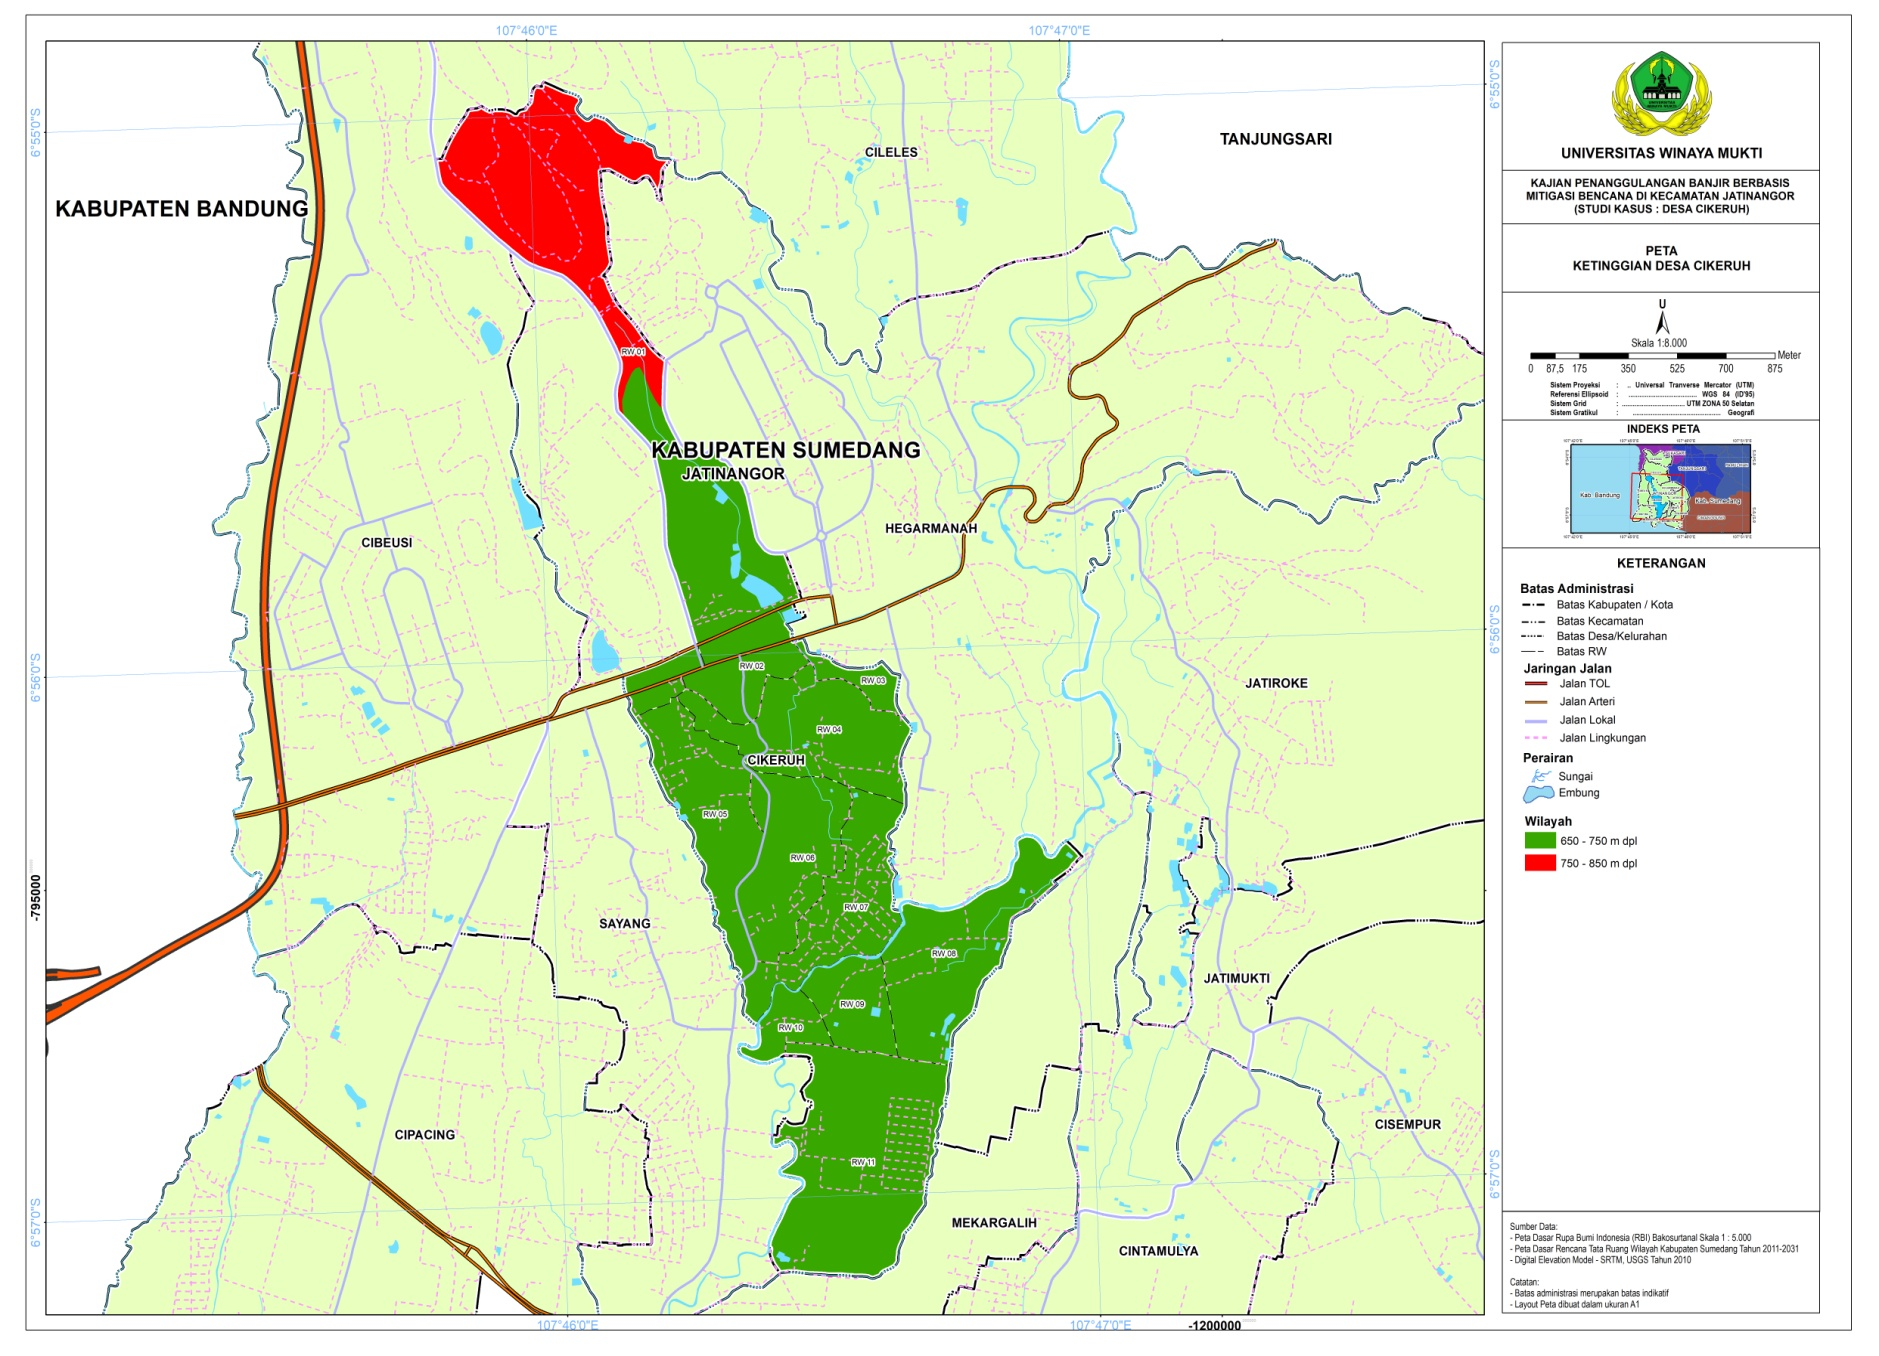 107°46'0"E
107°47'0"E
6°55'0"S
6°55'0"S
KABUPATEN BANDUNG
TANJUNGSARI
CILELES
RW 01
KABUPATEN SUMEDANG
JATINANGOR
HEGARMANAH
CIBEUSI
6°56'0"S
6°56'0"S
RW 02
RW 03
JATIROKE
RW 04
CIKERUH
RW 05
RW 06
RW 07
SAYANG
RW 08
-795000
JATIMUKTI
RW 09
RW 10
CIPACING
CISEMPUR
RW 11
6°57'0"S
6°57'0"S
MEKARGALIH
CINTAMULYA
107°46'0"E
107°47'0"E
-1200000
UNIVERSITAS WINAYA MUKTI
KAJIAN PENANGGULANGAN BANJIR BERBASIS
MITIGASI BENCANA DI KECAMATAN JATINANGOR
(STUDI KASUS : DESA CIKERUH)
PETA
KETINGGIAN DESA CIKERUH
U
Skala 1:8.000
Meter
0 87,5 175 350 525 700 875
Sistem Proyeksi : .. Universal Tranverse Mercator (UTM)
Referensi Ellipsoid : .................................... WGS 84 (ID'95)
Sistem Grid : ........................................... UTM ZONA 50 Selatan
Sistem Gratikul : ............................................. Geografi
INDEKS PETA
Kab. Bandung
Kab. Sumedang
KETERANGAN
Batas Administrasi
Batas Kabupaten / Kota
Batas Kecamatan
Batas Desa/Kelurahan
Batas RW
Jaringan Jalan
Jalan TOL
Jalan Arteri
Jalan Lokal
Jalan Lingkungan
Perairan
Sungai
Embung
Wilayah
650 - 750 m dpl
750 - 850 m dpl
Sumber Data:
- Peta Dasar Rupa Bumi Indonesia (RBI) Bakosurtanal Skala 1 : 5.000
- Peta Dasar Rencana Tata Ruang Wilayah Kabupaten Sumedang Tahun 2011-2031
- Digital Elevation Model - SRTM, USGS Tahun 2010
Catatan:
- Batas administrasi merupakan batas indikatif
- Layout Peta dibuat dalam ukuran A1